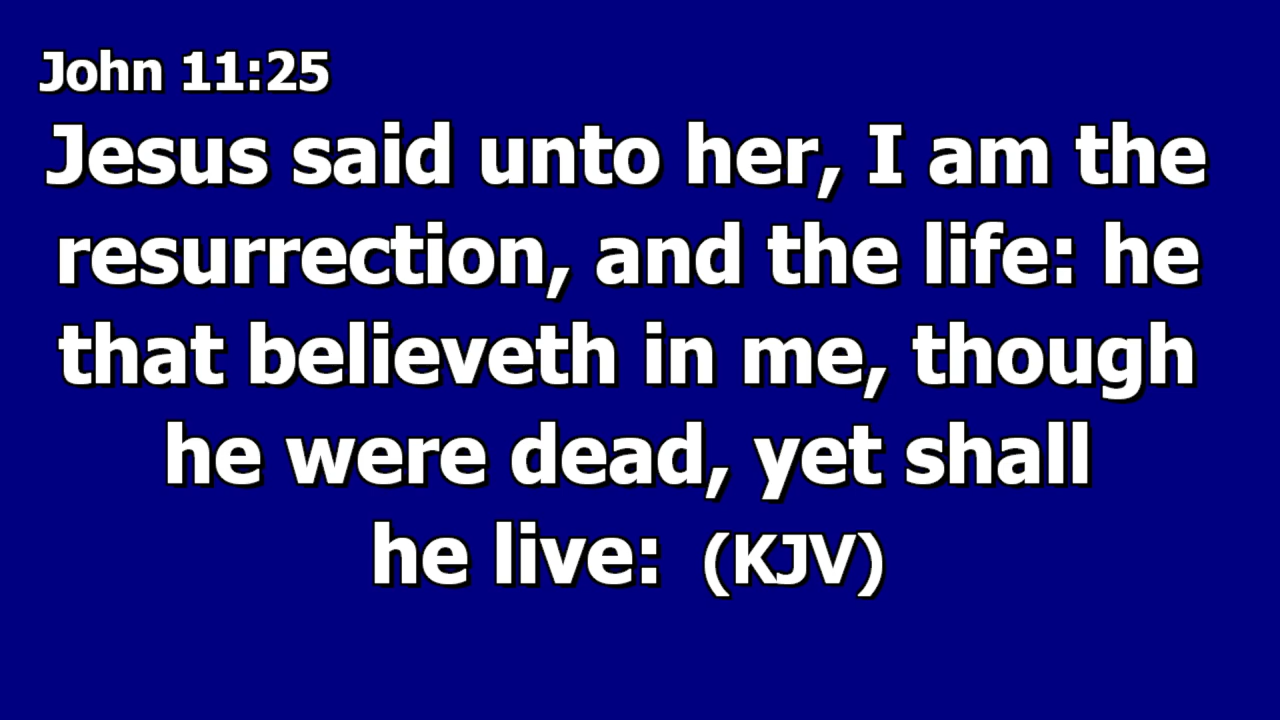 John 11:25
Jesus said unto her, I am the
resurrection, and the life: he
that believeth in me, though
he were dead, yet shall
he live: (KJV)